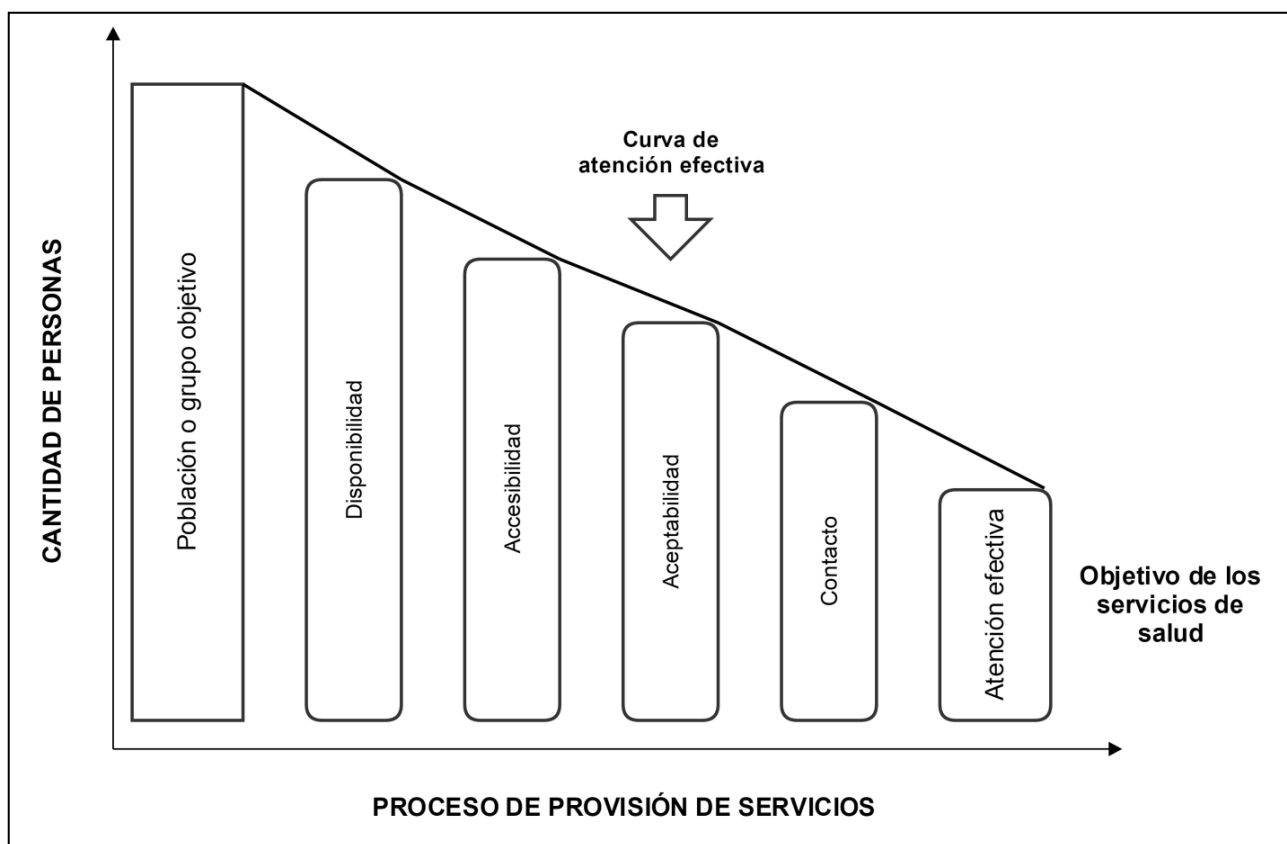 Curva de
atención efectiva
CANTIDAD DE PERSONAS
Población o grupo objetivo
Disponibilidad
Accesibilidad
Aceptabilidad
Contacto
Atención efectiva
Objetivo de los
servicios de
salud
PROCESO DE PROVISIÓN DE SERVICIOS